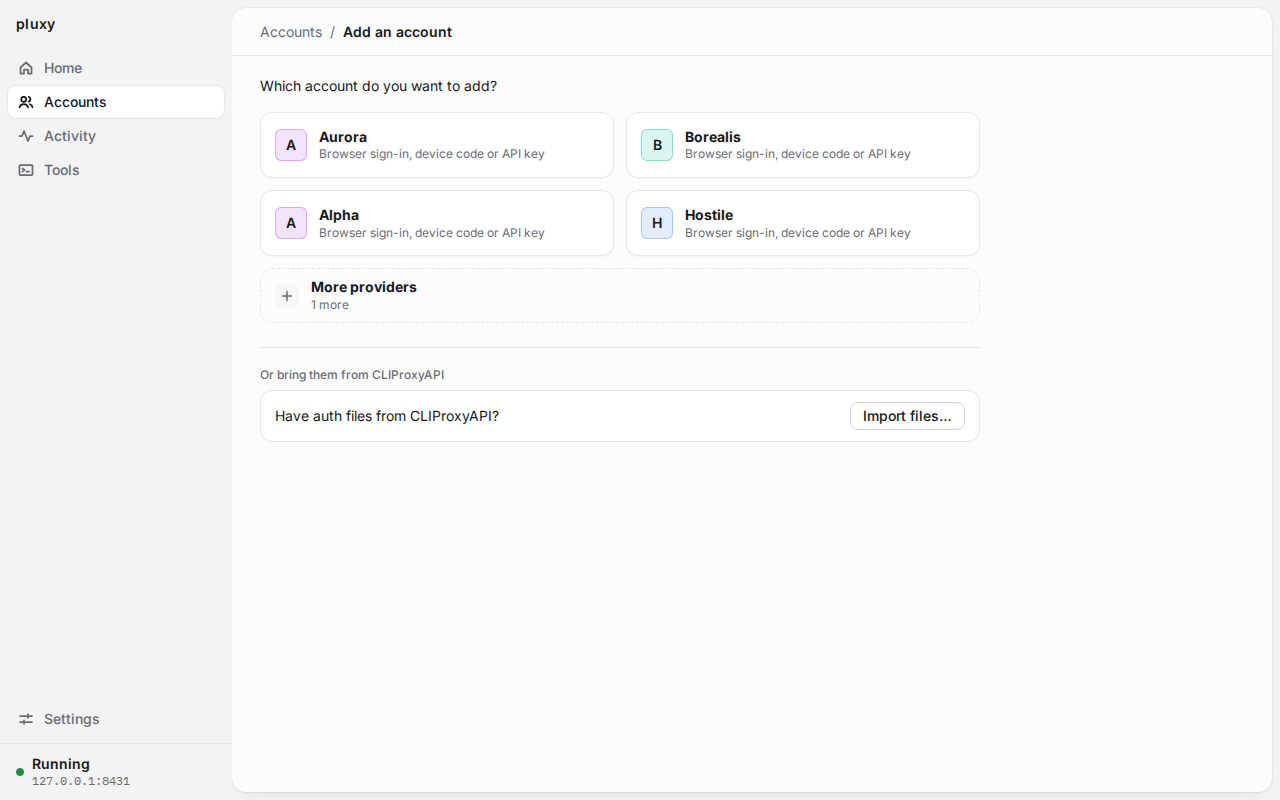 pluxy
Home
Accounts
Activity
Tools
Settings
Running
127.0.0.1:8431
Accounts / Add an account
Which account do you want to add?
A
Aurora
Browser sign-in, device code or API key
B
Borealis
Browser sign-in, device code or API key
A
Alpha
Browser sign-in, device code or API key
H
Hostile
Browser sign-in, device code or API key
More providers
1 more
Or bring them from CLIProxyAPI
Have auth files from CLIProxyAPI?
Import files...